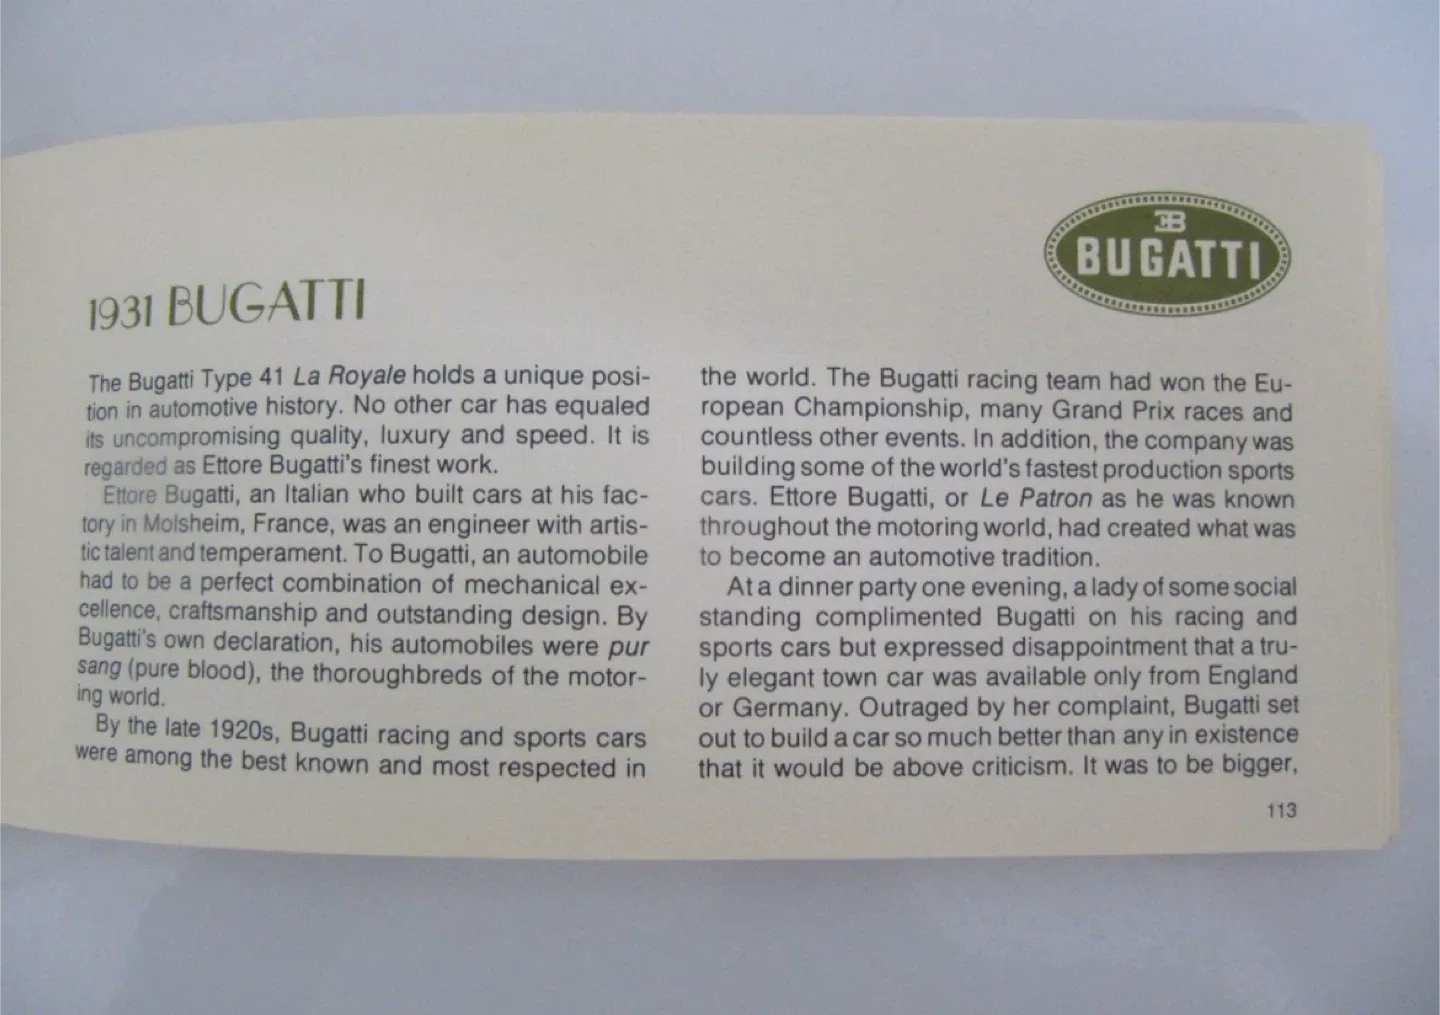 EB
BUGATTI
1931 BUGATTI
The Bugatti Type 41 La Royale holds a unique posi-
tion in automotive history. No other car has equaled
its uncompromising quality, luxury and speed. It is
regarded as Ettore Bugatti's finest work.
Ettore Bugatti, an Italian who built cars at his fac-
tory in Molsheim, France, was an engineer with artis-
tic talent and temperament. To Bugatti, an automobile
had to be a perfect combination of mechanical ex-
cellence, craftsmanship and outstanding design. By
Bugatti's own declaration, his automobiles were pur
sang (pure blood), the thoroughbreds of the motor-
ing world.
By the late 1920s, Bugatti racing and sports cars
were among the best known and most respected in
the world. The Bugatti racing team had won the Eu-
ropean Championship, many Grand Prix races and
countless other events. In addition, the company was
building some of the world's fastest production sports
cars. Ettore Bugatti, or Le Patron as he was known
throughout the motoring world, had created what was
to become an automotive tradition.
At a dinner party one evening, a lady of some social
standing complimented Bugatti on his racing and
sports cars but expressed disappointment that a tru-
ly elegant town car was available only from England
or Germany. Outraged by her complaint, Bugatti set
out to build a car so much better than any in existence
that it would be above criticism. It was to be bigger,
113